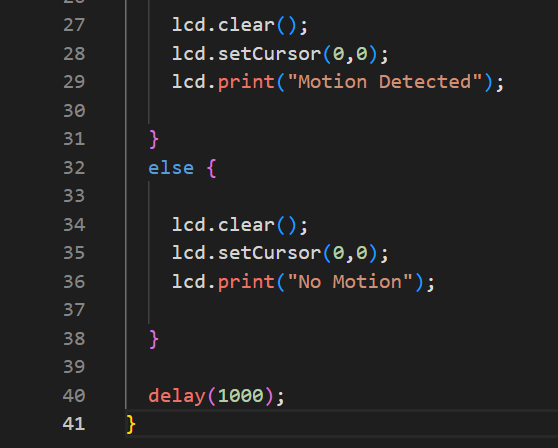 27 lcd.clear();
28 lcd.setCursor(0,0);
29 lcd.print("Motion Detected");
30
31 }
32 else {
33
34 lcd.clear();
35 lcd.setCursor(0,0);
36 lcd.print("No Motion");
37
38 }
39
40 delay(1000);
41 }